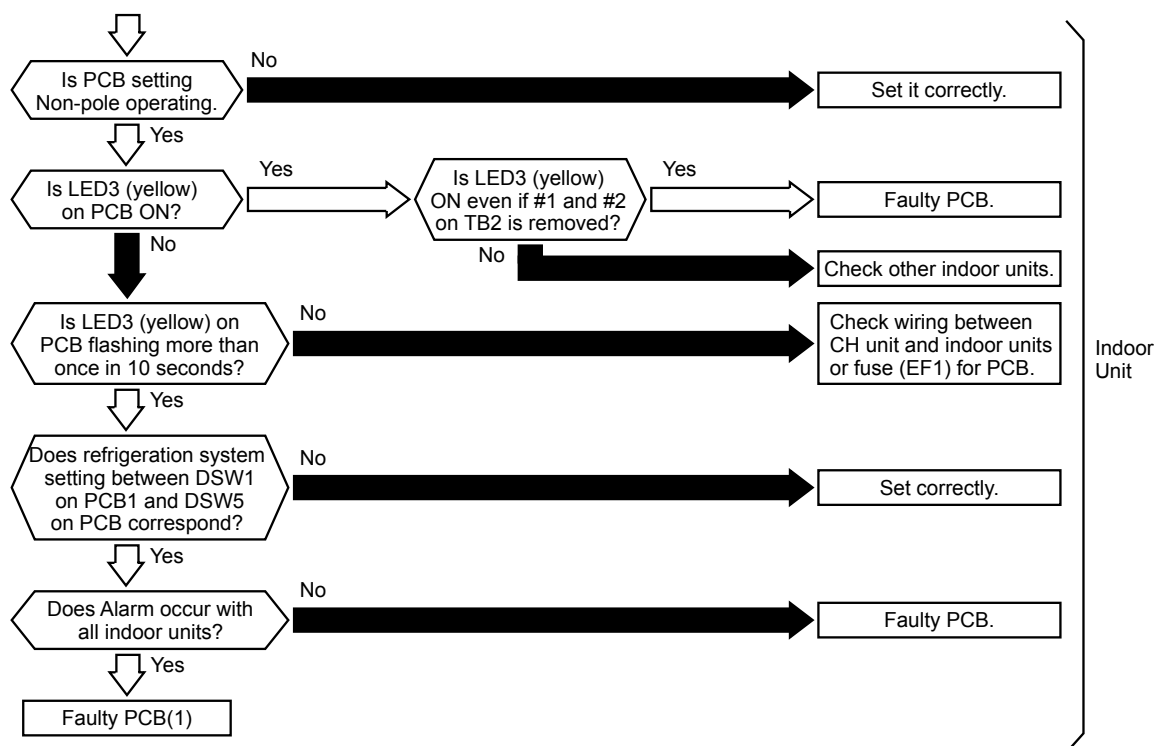 Is PCB setting
Non-pole operating.
No
Set it correctly.
Yes
Is LED3 (yellow)
on PCB ON?
Yes
Is LED3 (yellow)
ON even if #1 and #2
on TB2 is removed?
Yes
Faulty PCB.
No
No
Check other indoor units.
Is LED3 (yellow) on
PCB flashing more than
once in 10 seconds?
No
Check wiring between
CH unit and indoor units
or fuse (EF1) for PCB.
Indoor
Unit
Yes
Does refrigeration system
setting between DSW1
on PCB1 and DSW5
on PCB correspond?
No
Set correctly.
Yes
Does Alarm occur with
all indoor units?
No
Faulty PCB.
Yes
Faulty PCB(1)